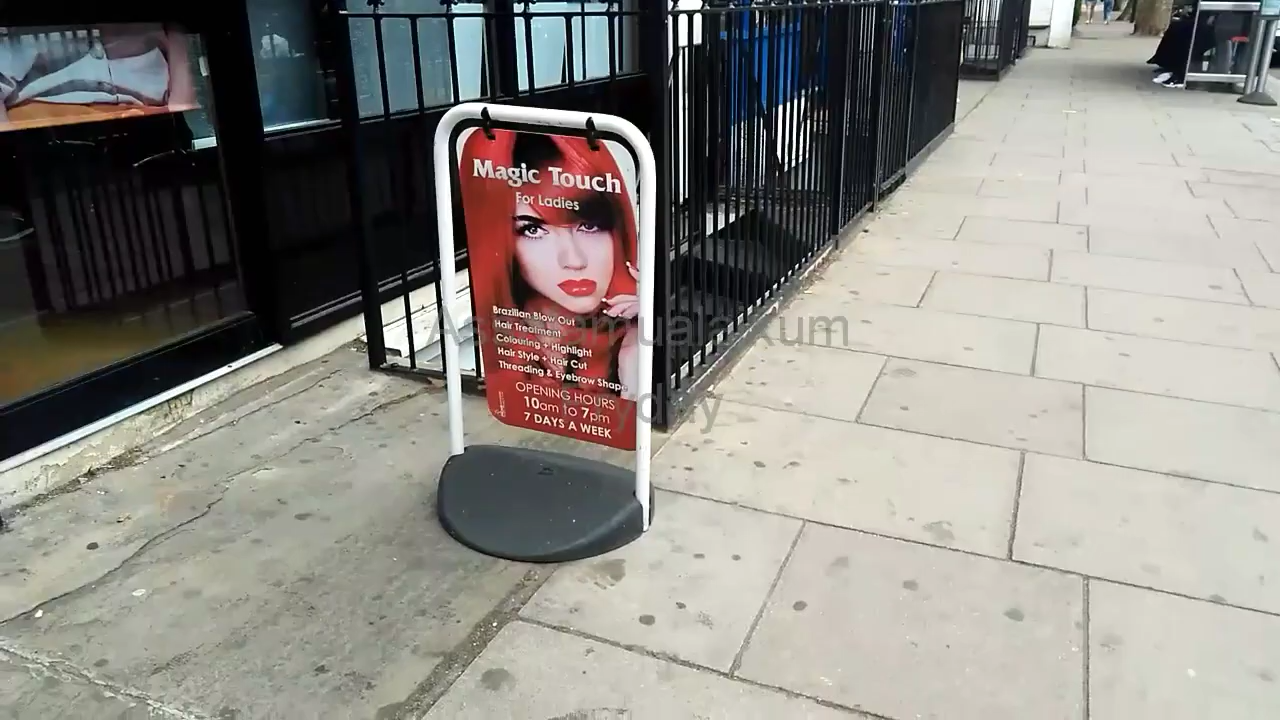 Magic Touch
For Ladies
Brazilian Blow Out
Hair Treatment
Colouring + Highlight
Hair Style + Hair Cut
Threading & Eyebrow Shape
OPENING HOURS
10am to 7pm
7 DAYS A WEEK